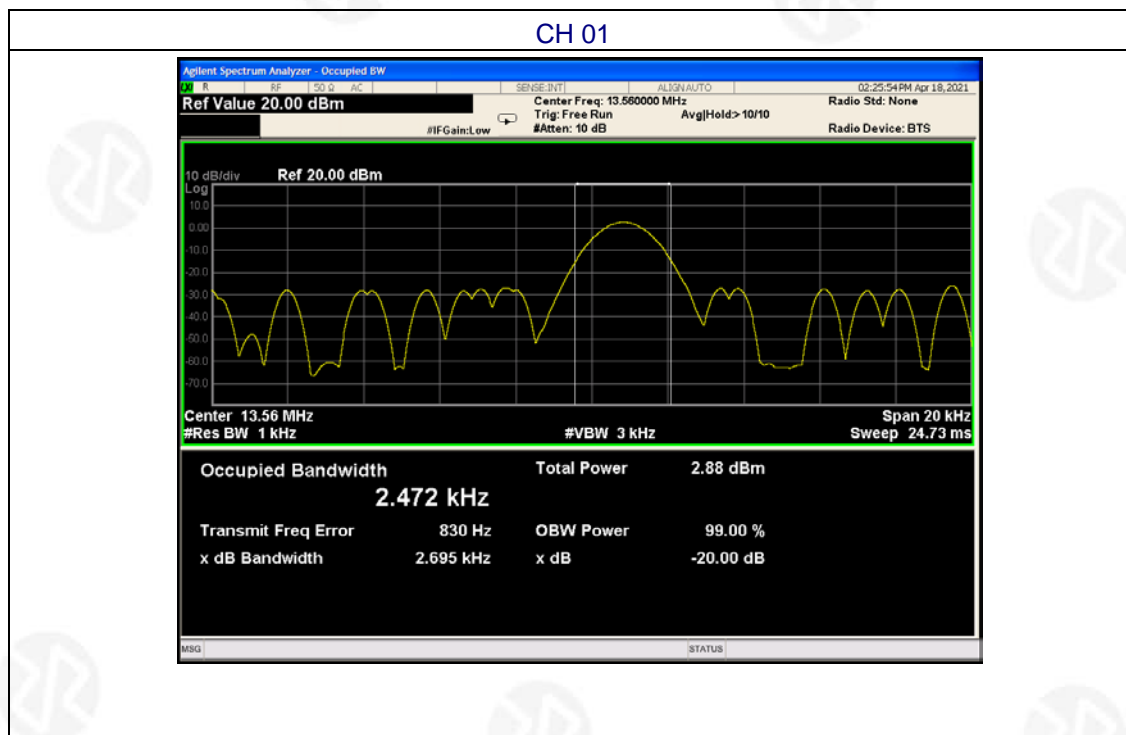 CH 01
Agilent Spectrum Analyzer - Occupied BW
R RF 50 Ω AC SENSE:INT ALIGNAUTO 02:25:54 PM Apr 18, 2021
Ref Value 20.00 dBm Center Freq: 13.560000 MHz Radio Std: None
Trig: Free Run Avg|Hold:> 10/10
#IFGain:Low #Atten: 10 dB Radio Device: BTS
10 dB/div Ref 20.00 dBm
Log
10.0
0.00
-10.0
-20.0
-30.0
-40.0
-50.0
-60.0
-70.0
Center 13.56 MHz Span 20 kHz
#Res BW 1 kHz #VBW 3 kHz Sweep 24.73 ms
Occupied Bandwidth Total Power 2.88 dBm
2.472 kHz
Transmit Freq Error 830 Hz OBW Power 99.00 %
x dB Bandwidth 2.695 kHz x dB -20.00 dB
MSG STATUS